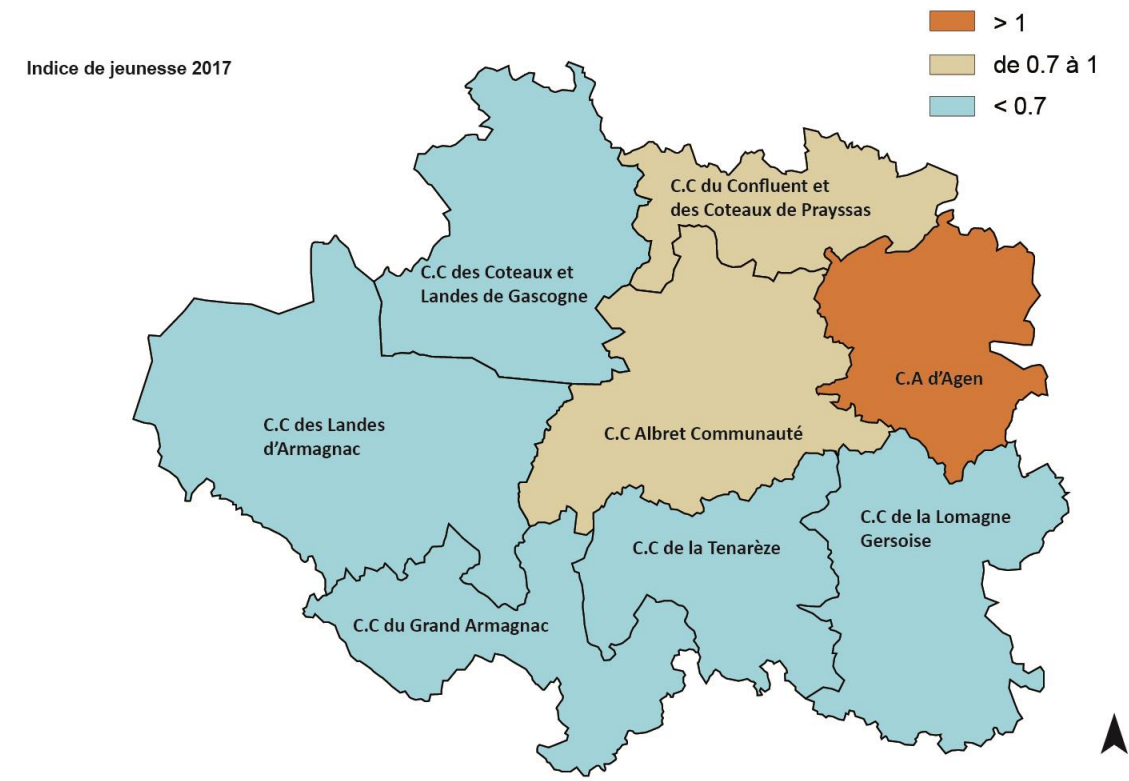 Indice de jeunesse 2017
> 1
de 0.7 à 1
< 0.7
C.C du Confluent et
des Coteaux de Prayssas
C.C des Coteaux et
Landes de Gascogne
C.A d’Agen
C.C des Landes
d’Armagnac
C.C Albret Communauté
C.C de la Lomagne
Gersoise
C.C de la Tenarèze
C.C du Grand Armagnac